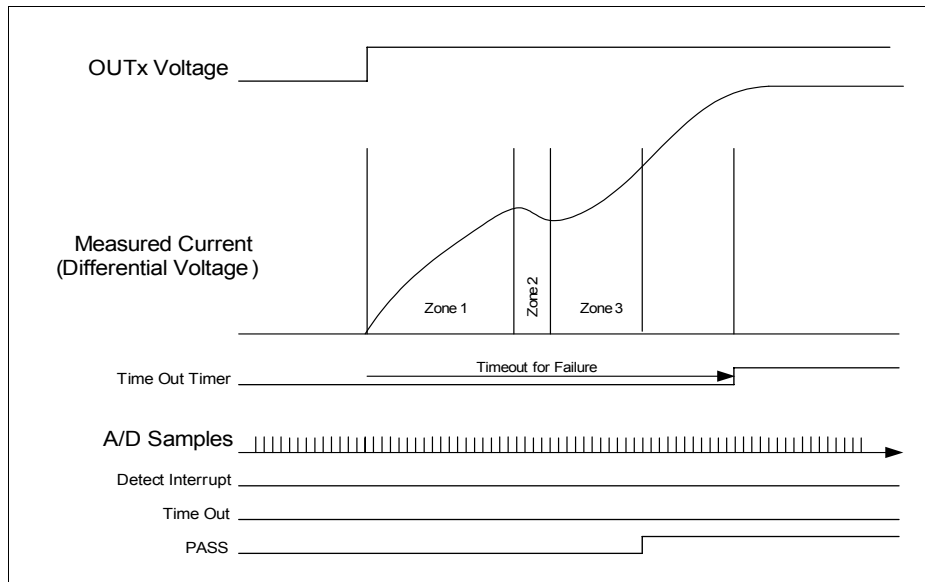 OUTx Voltage
Measured Current
(Differential Voltage)
Zone 1
Zone 2
Zone 3
Time Out Timer
Timeout for Failure
A/D Samples
Detect Interrupt
Time Out
PASS